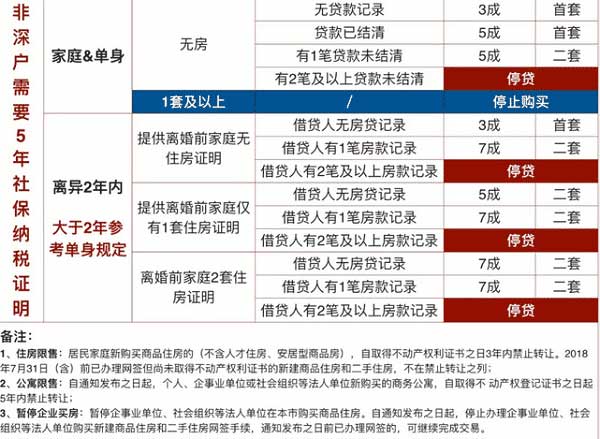 非深户需要5年社保纳税证明
家庭&单身
无房
无贷款记录 3成 首套
贷款已结清 5成 首套
有1笔贷款未结清 5成 二套
有2笔及以上贷款未结清 停贷
1套及以上 / 停止购买
离异2年内
大于2年参
考单身规定
提供离婚前家庭无
住房证明
借贷人无房贷记录 3成 首套
借贷人有1笔房款记录 7成 二套
借贷人有2笔及以上房款记录 停贷
提供离婚前家庭仅
有1套住房证明
借贷人无房贷记录 5成 二套
借贷人有1笔房款记录 7成 二套
借贷人有2笔及以上房款记录 停贷
离婚前家庭2套住
房证明
借贷人无房贷记录 7成 二套
借贷人有1笔房款记录 7成 二套
借贷人有2笔及以上房款记录 停贷
备注：
1、住房限售：居民家庭新购买商品住房的（不含人才住房、安居型商品房），自取得不动产权利证书之日3年内禁止转让。2018
年7月31日（含）前已办理网签但尚未取得不动产权利证书的新建商品住房和二手住房，不在禁止转让之列；
2、公寓限售：自通知发布之日起，个人、企事业单位或社会组织等法人单位新购买的商务公寓，自取得不 动产权登记证书之日起
5年内禁止转让；
3、暂停企业买房：暂停企事业单位、社会组织等法人单位在本市购买商品住房。自通知发布之日起，停止办理企事业单位、社会
组织等法人单位购买新建商品住房和二手住房网签手续，通知发布之日前已办理网签的，可继续完成交易。